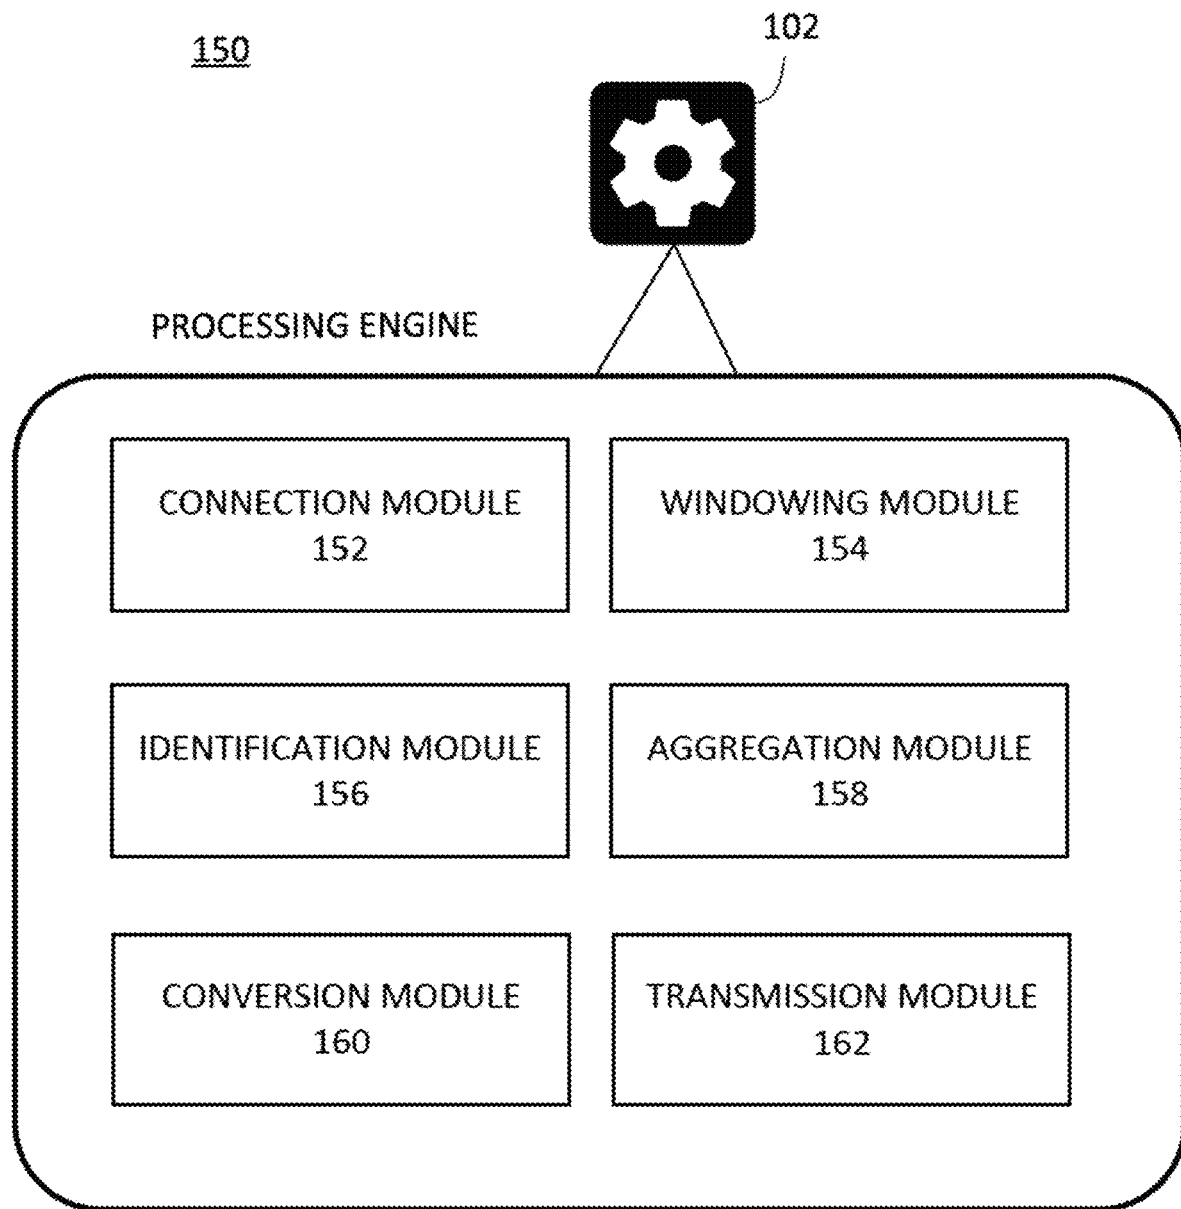 150
102
PROCESSING ENGINE
CONNECTION MODULE
152
WINDOWING MODULE
154
IDENTIFICATION MODULE
156
AGGREGATION MODULE
158
CONVERSION MODULE
160
TRANSMISSION MODULE
162